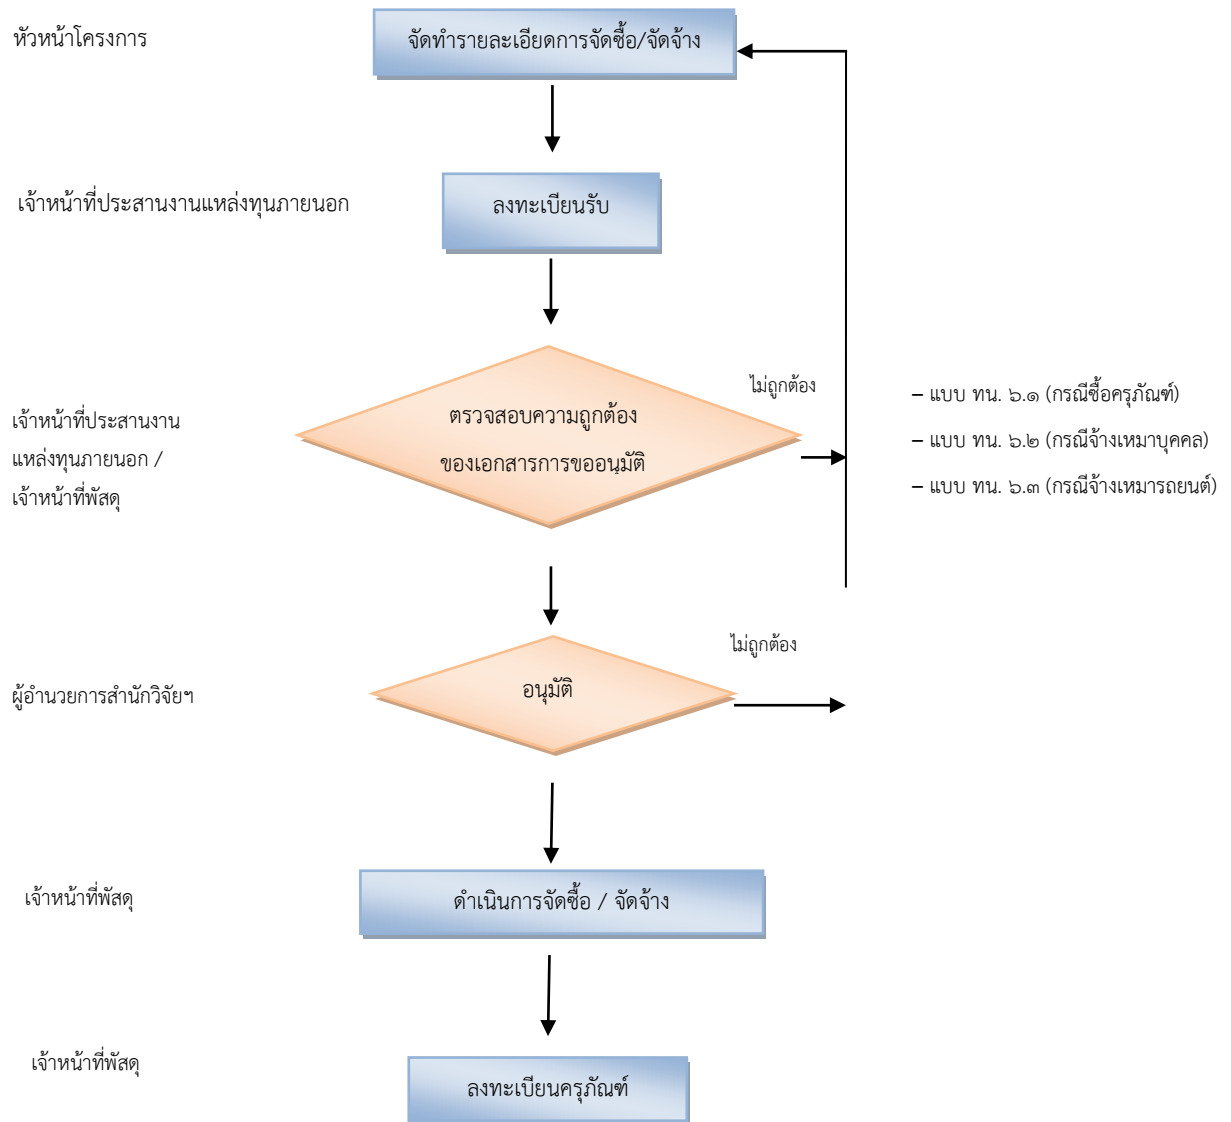 หัวหน้าโครงการ
จัดทำรายละเอียดการจัดซื้อ/จัดจ้าง
เจ้าหน้าที่ประสานงานแหล่งทุนภายนอก
ลงทะเบียนรับ
ไม่ถูกต้อง
เจ้าหน้าที่ประสานงาน
แหล่งทุนภายนอก /
เจ้าหน้าที่พัสดุ
ตรวจสอบความถูกต้อง
ของเอกสารการขออนุมัติ
– แบบ ทน. ๖.๑ (กรณีซื้อครุภัณฑ์)
– แบบ ทน. ๖.๒ (กรณีจ้างเหมาบุคคล)
– แบบ ทน. ๖.๓ (กรณีจ้างเหมารถยนต์)
ไม่ถูกต้อง
ผู้อำนวยการสำนักวิจัยฯ
อนุมัติ
เจ้าหน้าที่พัสดุ
ดำเนินการจัดซื้อ / จัดจ้าง
เจ้าหน้าที่พัสดุ
ลงทะเบียนครุภัณฑ์